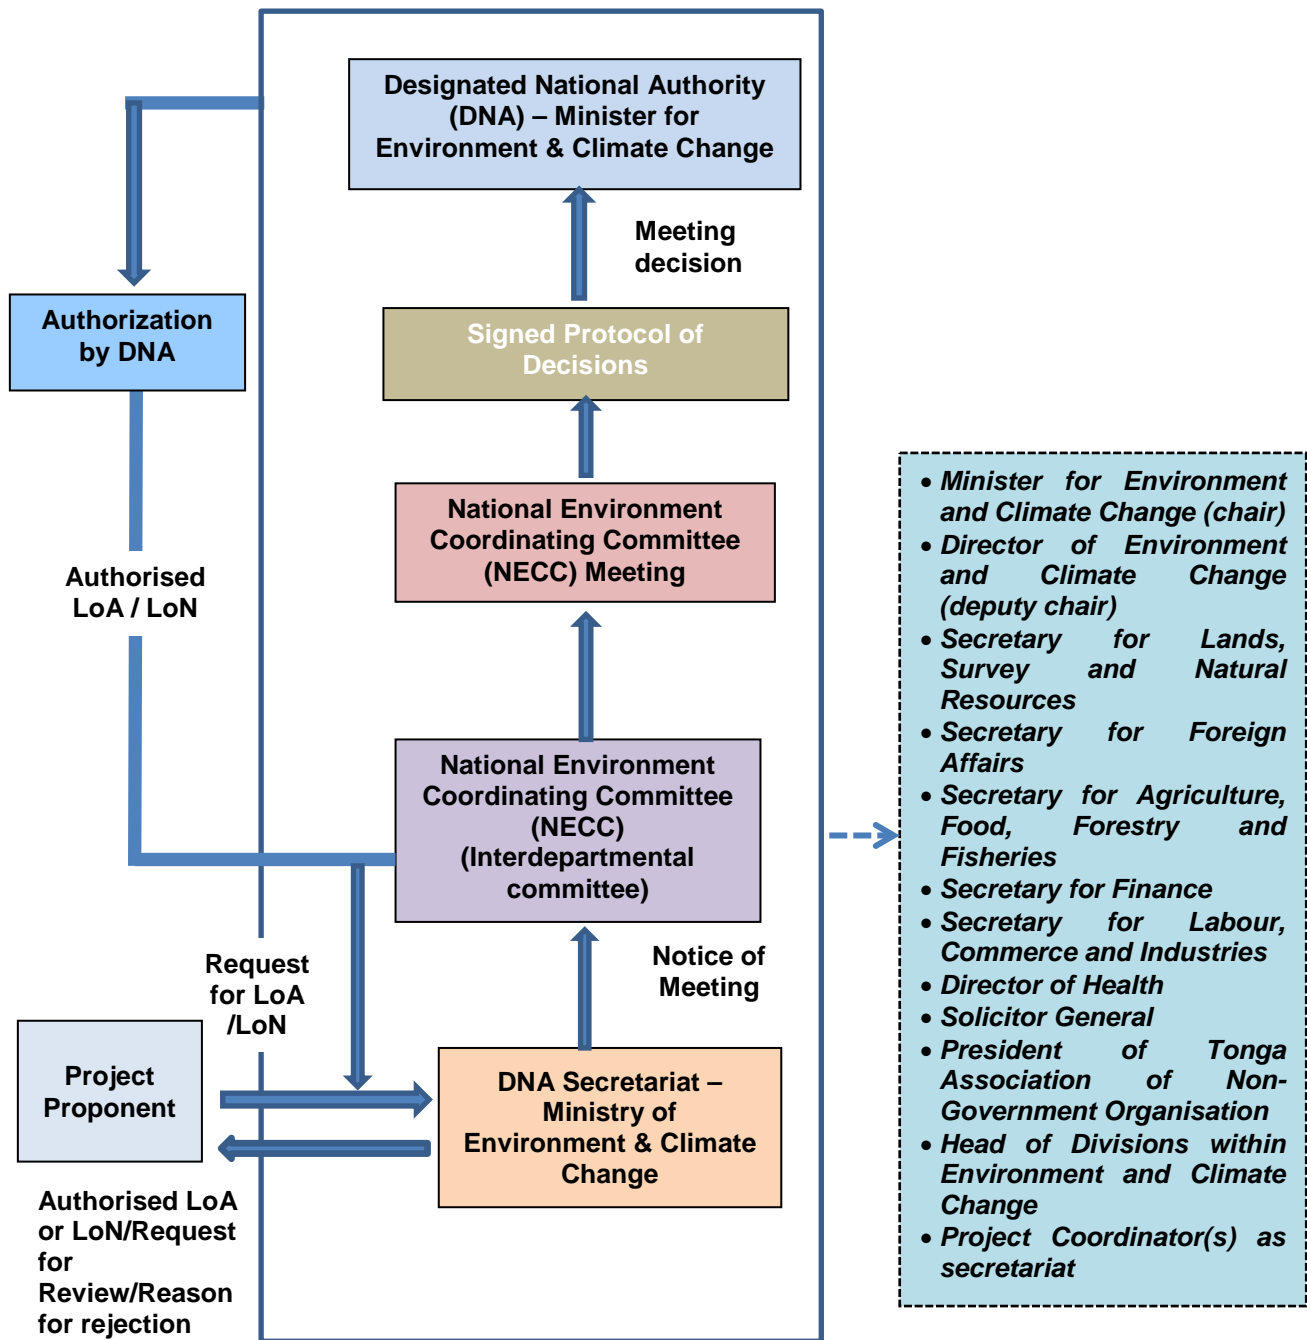 Designated National Authority
(DNA) – Minister for
Environment & Climate Change
Meeting
decision
Authorization
by DNA
Signed Protocol of
Decisions
National Environment
Coordinating Committee
(NECC) Meeting
Authorised
LoA / LoN
National Environment
Coordinating Committee
(NECC)
(Interdepartmental
committee)
Request
for LoA
/LoN
Notice of
Meeting
Project
Proponent
DNA Secretariat –
Ministry of
Environment & Climate
Change
Authorised LoA
or LoN/Request
for
Review/Reason
for rejection
• Minister for Environment
and Climate Change (chair)
• Director of Environment
and Climate Change
(deputy chair)
• Secretary for Lands,
Survey and Natural
Resources
• Secretary for Foreign
Affairs
• Secretary for Agriculture,
Food, Forestry and
Fisheries
• Secretary for Finance
• Secretary for Labour,
Commerce and Industries
• Director of Health
• Solicitor General
• President of Tonga
Association of Non-
Government Organisation
• Head of Divisions within
Environment and Climate
Change
• Project Coordinator(s) as
secretariat